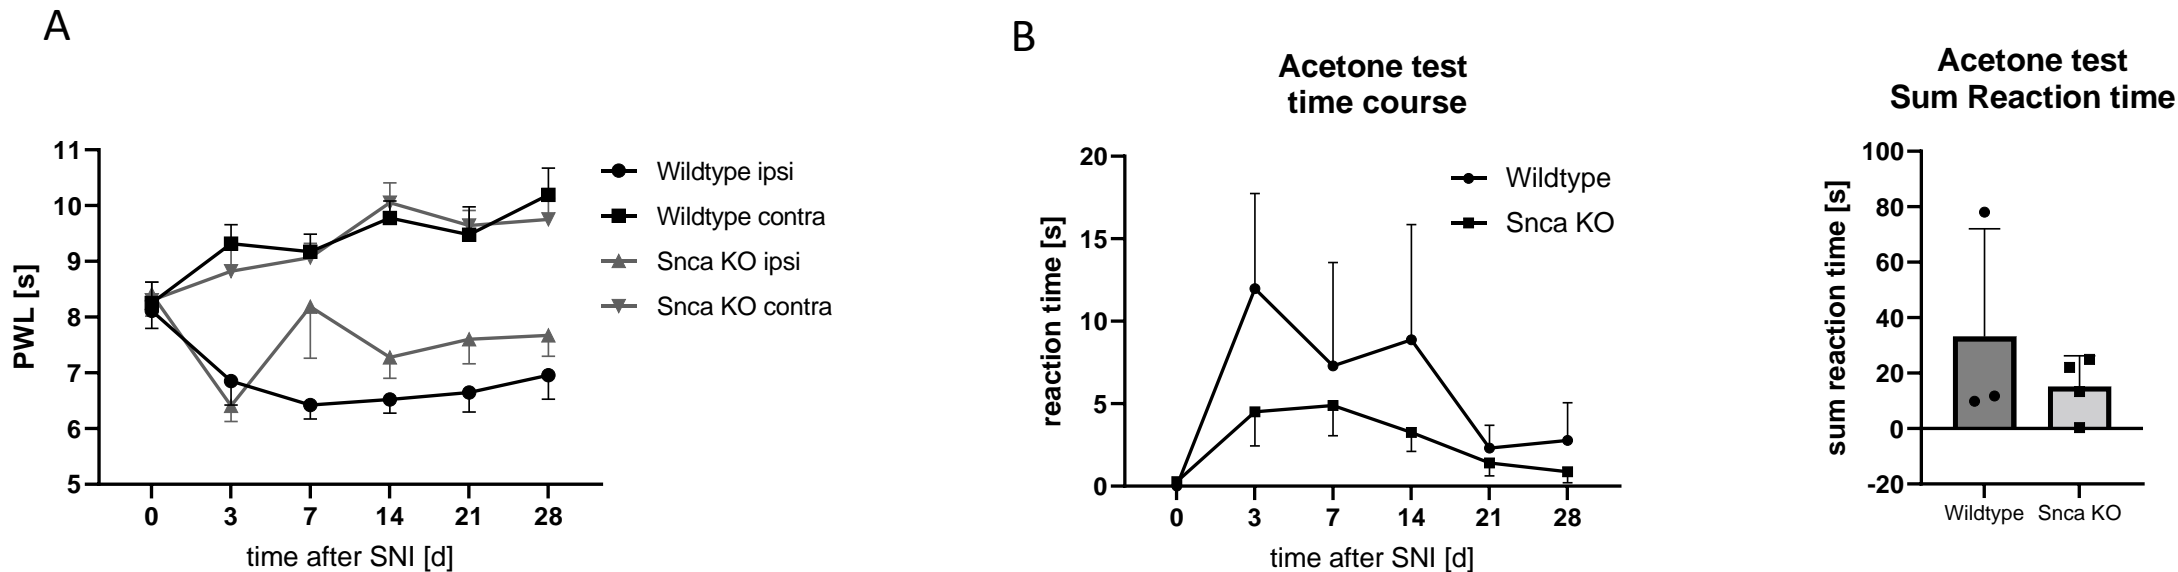 A
PWL [s]
11
10
9
8
7
6
5
0 3 7 14 21 28
time after SNI [d]
Wildtype ipsi
Wildtype contra
Snca KO ipsi
Snca KO contra
B
Acetone test
time course
reaction time [s]
20
15
10
5
0
0 3 7 14 21 28
time after SNI [d]
Wildtype
Snca KO
Acetone test
Sum Reaction time
sum reaction time [s]
100
80
60
40
20
0
-20
Wildtype Snca KO